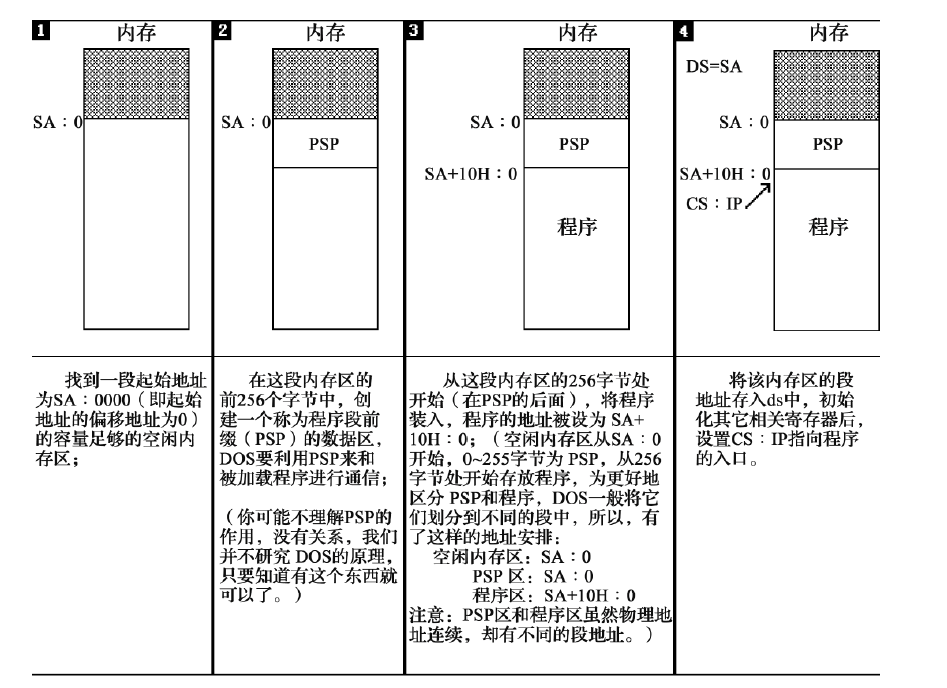 1
内存
SA：0
找到一段起始地址
为SA：0000（即起始
地址的偏移地址为0）
的容量足够的空闲内
存区；
2
内存
SA：0
PSP
在这段内存区的
前256个字节中，创
建一个称为程序段前
缀（PSP）的数据区，
DOS要利用PSP来和
被加载程序进行通信；
（你可能不理解PSP的
作用，没有关系，我们
并不研究 DOS的原理，
只要知道有这个东西就
可以了。）
3
内存
SA：0
PSP
SA+10H：0
程序
从这段内存区的256字节处
开始（在PSP的后面），将程序
装入，程序的地址被设为 SA+
10H：0；（空闲内存区从SA：0
开始，0~255字节为 PSP，从256
字节处开始存放程序，为更好地
区分 PSP和程序，DOS一般将它
们划分到不同的段中，所以，有
了这样的地址安排：
空闲内存区：SA：0
PSP 区：SA：0
程序区：SA+10H：0
注意：PSP区和程序区虽然物理地
址连续，却有不同的段地址。）
4
内存
DS=SA
SA：0
PSP
SA+10H：0
CS：IP
程序
将该内存区的段
地址存入ds中，初始
化其它相关寄存器后，
设置CS：IP指向程序
的入口。